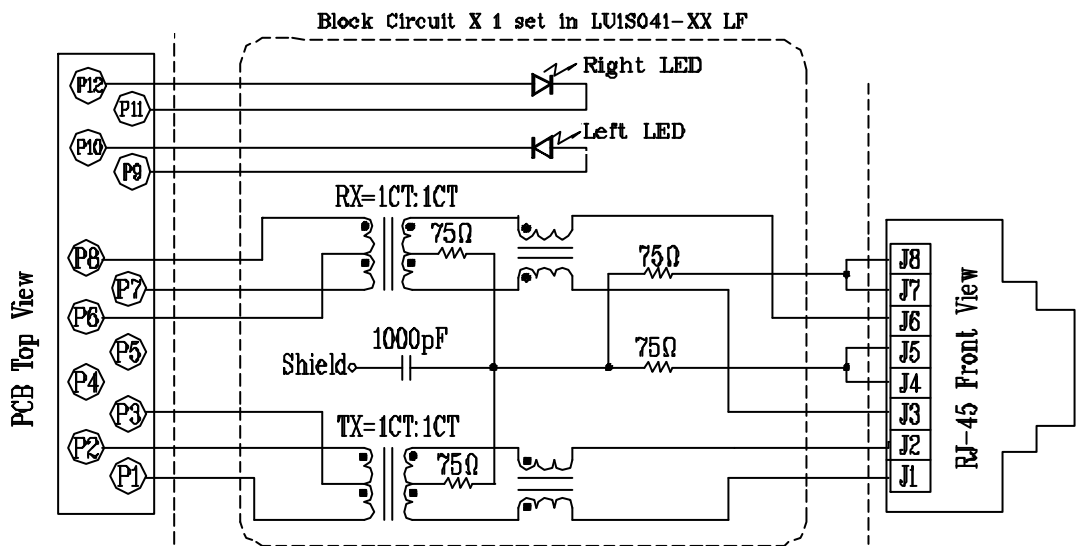 Block Circuit X 1 set in LU1S041-XX LF
P12
Right LED
P11
P10
Left LED
P9
RX=1CT:1CT
75Ω
P8
75Ω
J8
P7
J7
P6
J6
1000pF
P5
75Ω
J5
Shield
P4
J4
P3
J3
TX=1CT:1CT
P2
J2
75Ω
P1
J1
PCB Top View
RJ-45 Front View